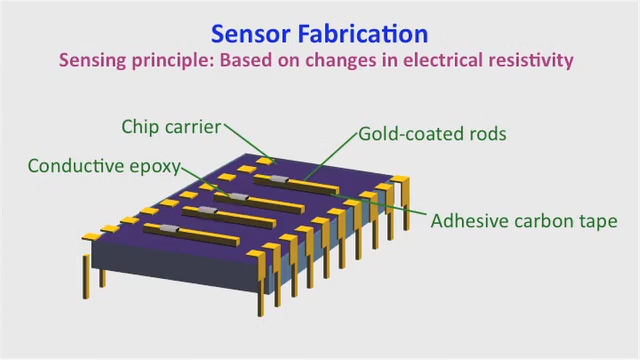 Sensor Fabrication
Sensing principle: Based on changes in electrical resistivity
Chip carrier
Gold-coated rods
Conductive epoxy
Adhesive carbon tape